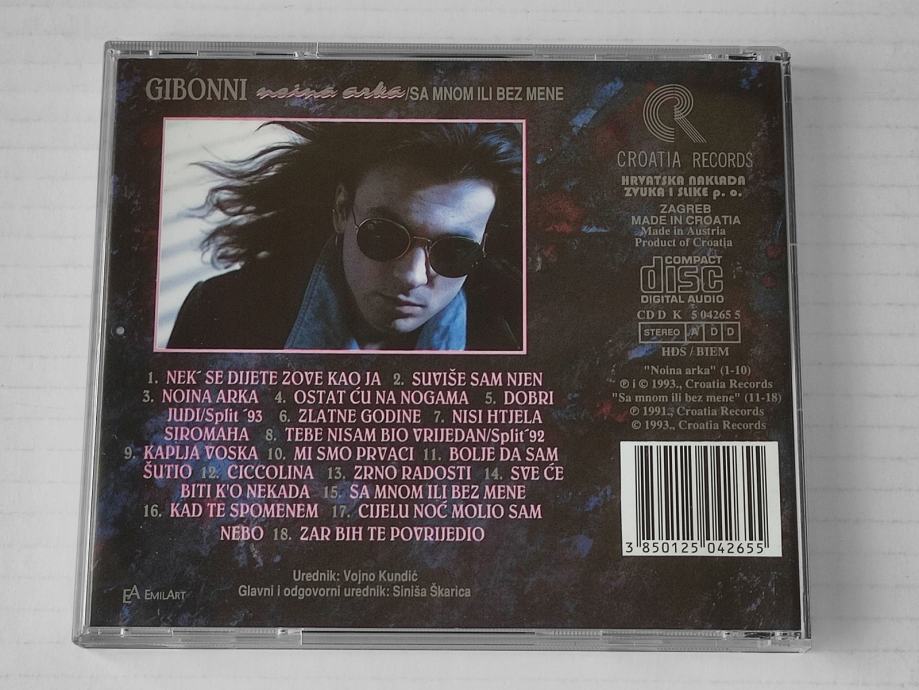 GIBONNI noina arka/SA MNOM ILI BEZ MENE
1. NEK´ SE DIJETE ZOVE KAO JA 2. SUVIŠE SAM NJEN
3. NOINA ARKA 4. OSTAT ĆU NA NOGAMA 5. DOBRI
JUDI/Split ´93 6. ZLATNE GODINE 7. NISI HTJELA
SIROMAHA 8. TEBE NISAM BIO VRIJEDAN/Split´92
9. KAPLJA VOSKA 10. MI SMO PRVACI 11. BOLJE DA SAM
ŠUTIO 12. CICCOLINA 13. ZRNO RADOSTI 14. SVE ĆE
BITI K'O NEKADA 15. SA MNOM ILI BEZ MENE
16. KAD TE SPOMENEM 17. CIJELU NOĆ MOLIO SAM
NEBO 18. ZAR BIH TE POVRIJEDIO
Urednik: Vojno Kundić
Glavni i odgovorni urednik: Siniša Škarica
EA EMILART
CROATIA RECORDS
HRVATSKA NAKLADA
ZVUKA I SLIKE p. o.
ZAGREB
MADE IN CROATIA
Made in Austria
Product of Croatia
COMPACT
disc
DIGITAL AUDIO
CD D K 5 04265 5
STEREO A D D
HDS / BIEM
"Noina arka" (1-10)
℗ i © 1993., Croatia Records
"Sa mnom ili bez mene" (11-18)
℗ 1991., Croatia Records
© 1993., Croatia Records
3 850125 042655